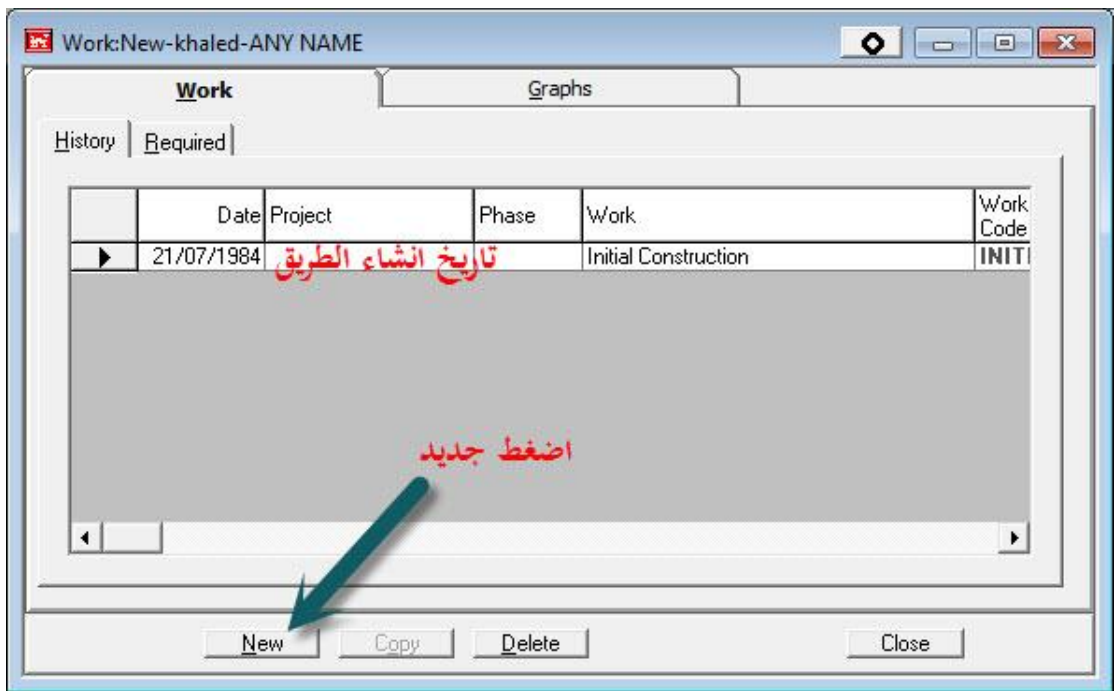 Work:New-khaled-ANY NAME
Work Graphs
History Required
Date Project Phase Work Work Code
21/07/1984 تاريخ انشاء الطريق Initial Construction INITI
اضغط جديد
New Copy Delete Close